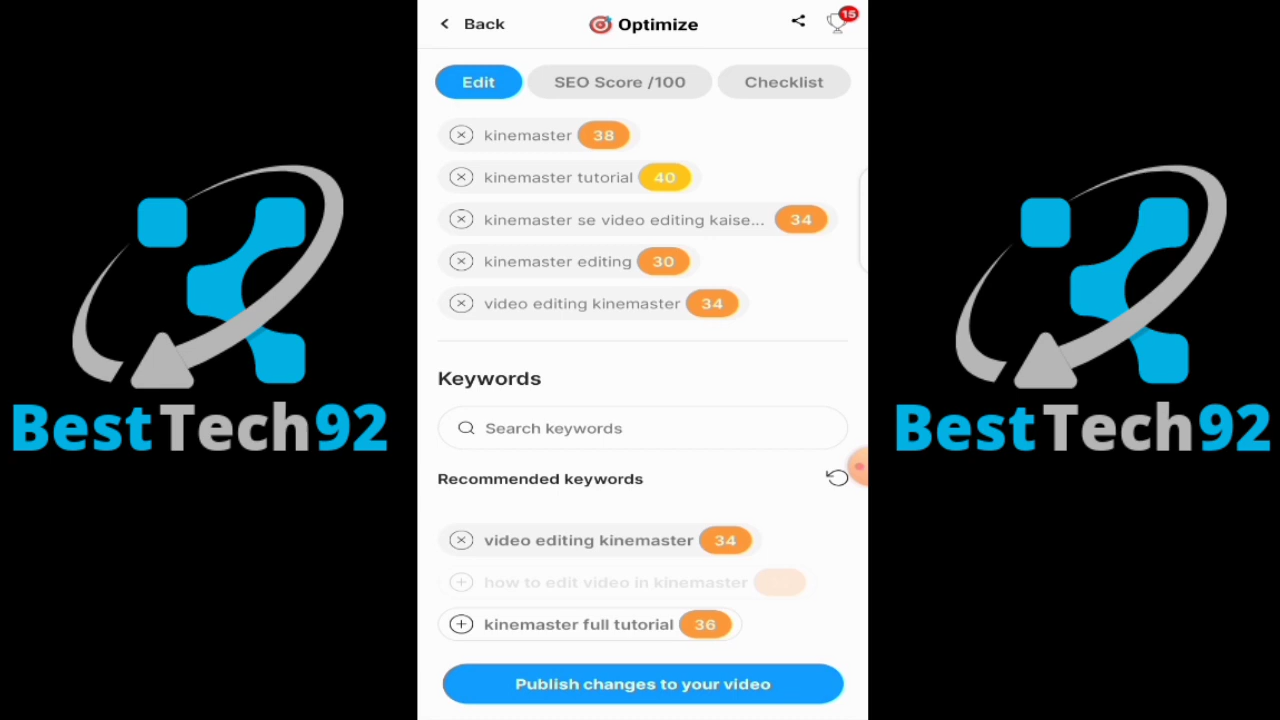 Back
Optimize
15
Edit
SEO Score /100
Checklist
kinemaster 38
kinemaster tutorial 40
kinemaster se video editing kaise... 34
kinemaster editing 30
video editing kinemaster 34
Keywords
Search keywords
Recommended keywords
video editing kinemaster 34
how to edit video in kinemaster
kinemaster full tutorial 36
Publish changes to your video
BestTech92
BestTech92